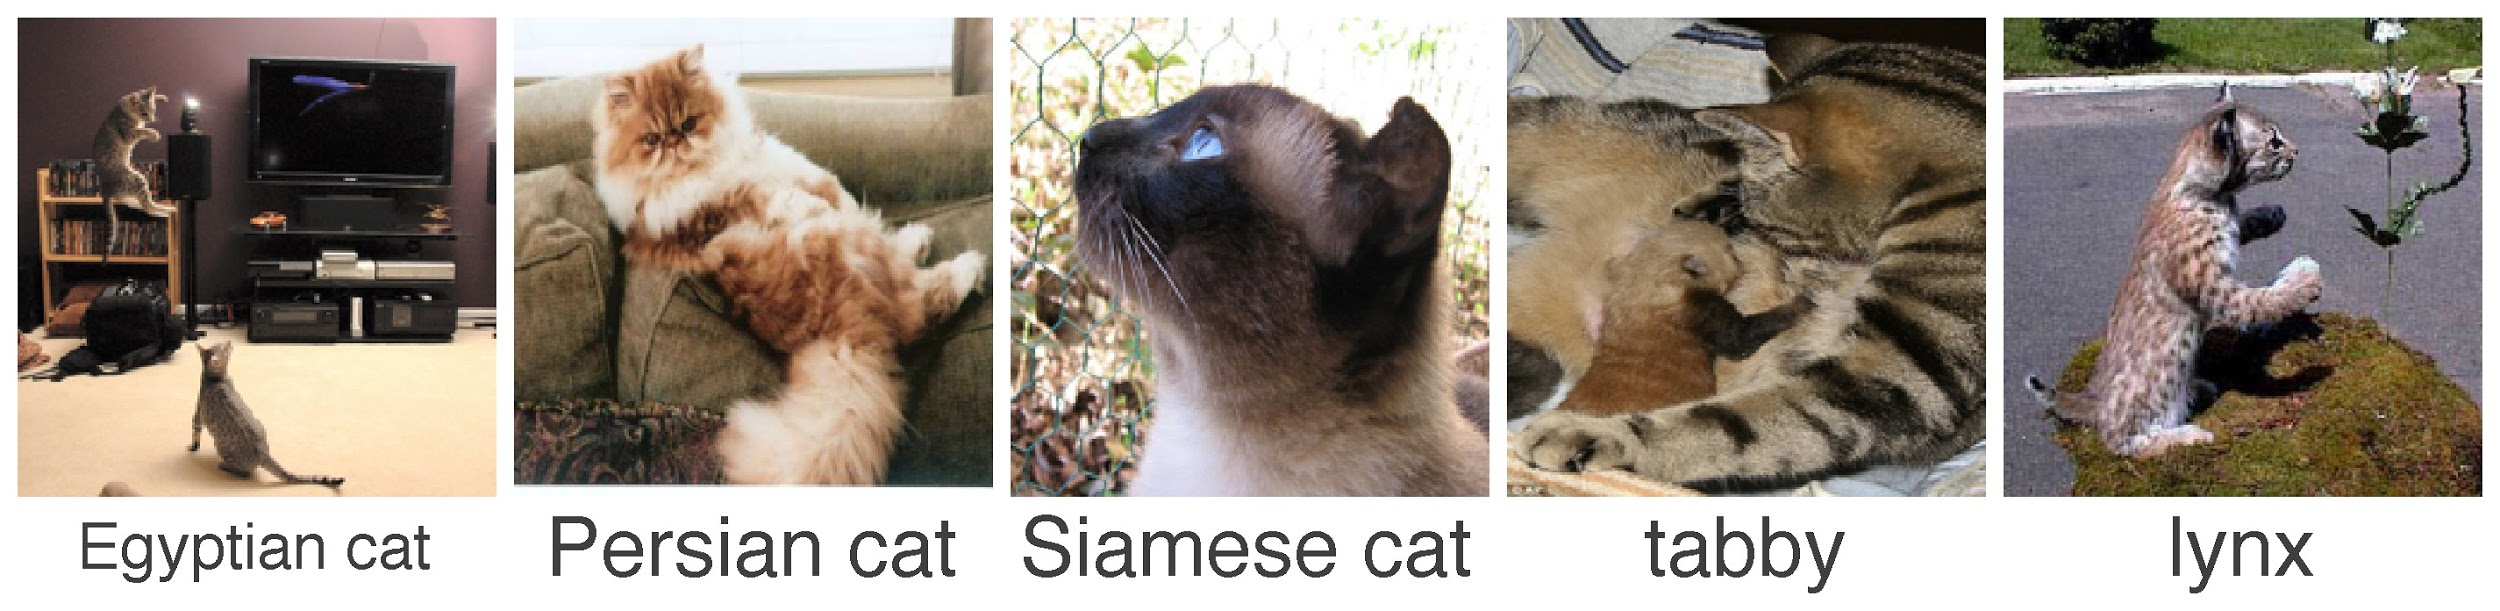 Egyptian cat
Persian cat
Siamese cat
tabby
lynx